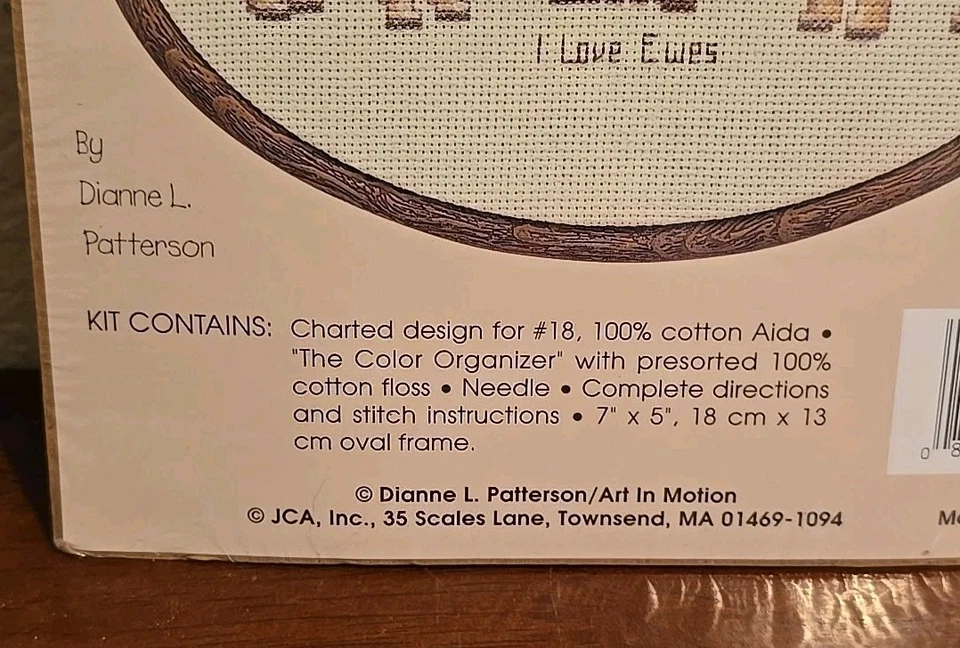 I Love Ewes
By
Dianne L.
Patterson
KIT CONTAINS: Charted design for #18, 100% cotton Aida •
"The Color Organizer" with presorted 100%
cotton floss • Needle • Complete directions
and stitch instructions • 7" x 5", 18 cm x 13
cm oval frame.
© Dianne L. Patterson/Art In Motion
© JCA, Inc., 35 Scales Lane, Townsend, MA 01469-1094
0